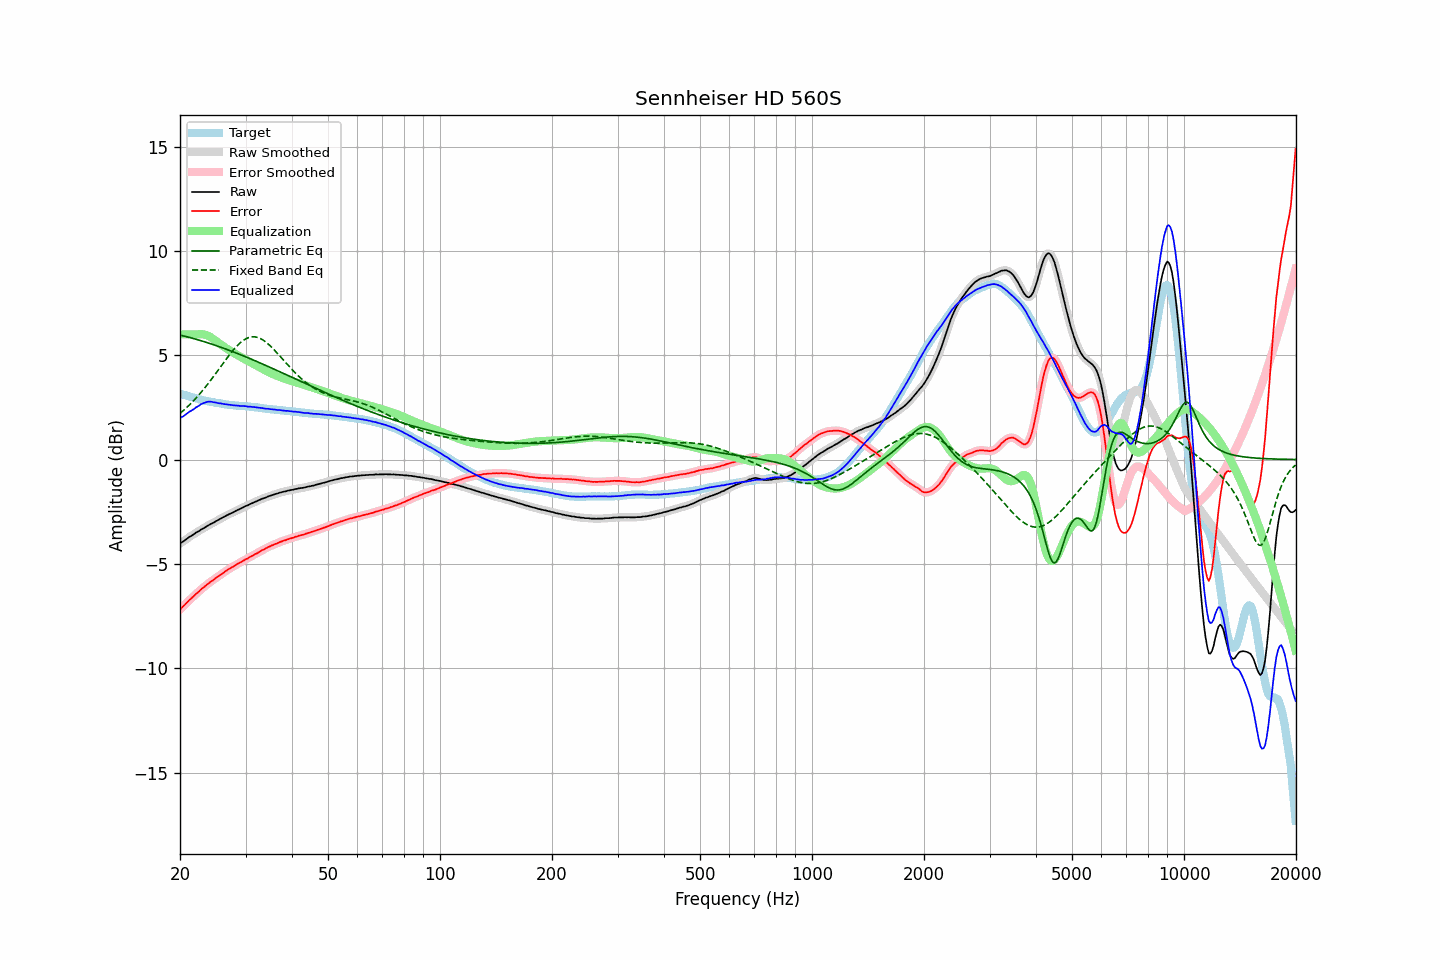 Sennheiser HD 560S
Target
Raw Smoothed
Error Smoothed
Raw
Error
Equalization
Parametric Eq
Fixed Band Eq
Equalized
Amplitude (dBr)
15
10
5
0
−5
−10
−15
20
50
100
200
500
1000
2000
5000
10000
20000
Frequency (Hz)